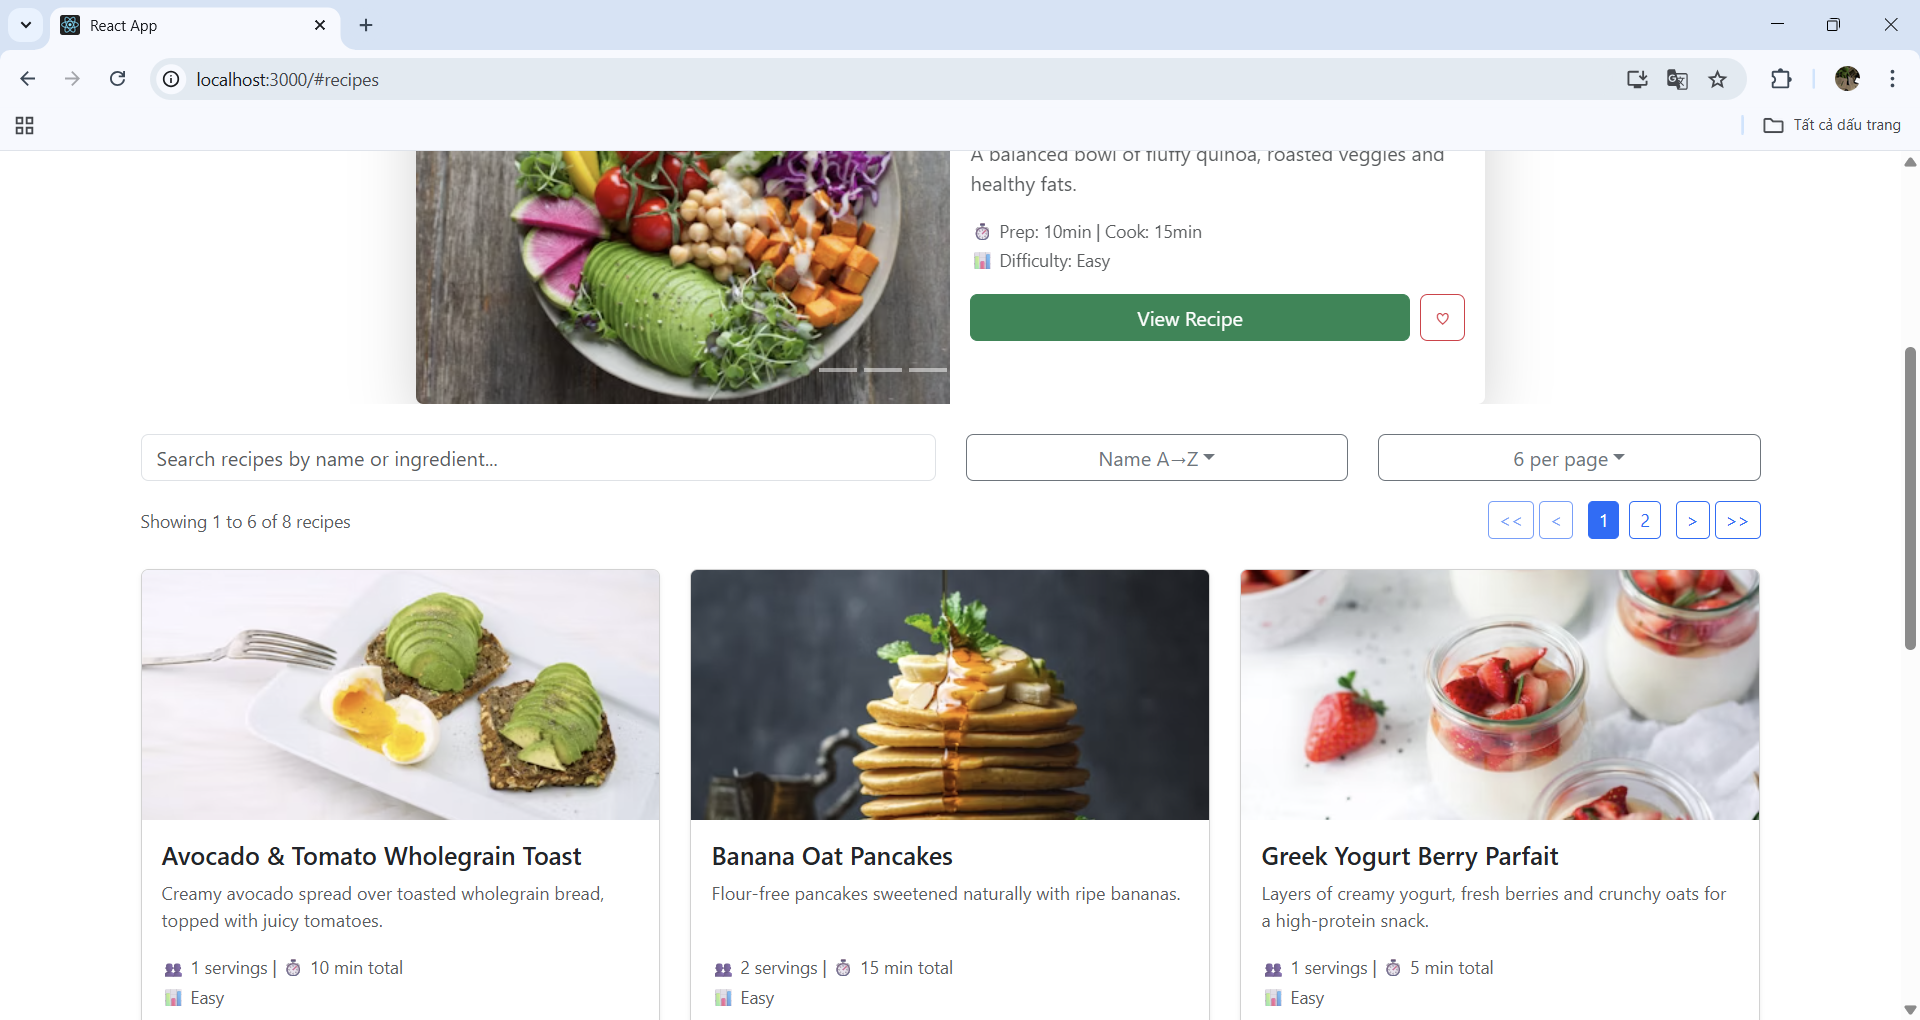 React App
localhost:3000/#recipes
Tất cả dấu trang
A balanced bowl of fluffy quinoa, roasted veggies and
healthy fats.
Prep: 10min | Cook: 15min
Difficulty: Easy
View Recipe
Search recipes by name or ingredient...
Name A→Z
6 per page
Showing 1 to 6 of 8 recipes
<< < 1 2 > >>
Avocado & Tomato Wholegrain Toast
Creamy avocado spread over toasted wholegrain bread,
topped with juicy tomatoes.
1 servings | 10 min total
Easy
Banana Oat Pancakes
Flour-free pancakes sweetened naturally with ripe bananas.
2 servings | 15 min total
Easy
Greek Yogurt Berry Parfait
Layers of creamy yogurt, fresh berries and crunchy oats for
a high-protein snack.
1 servings | 5 min total
Easy